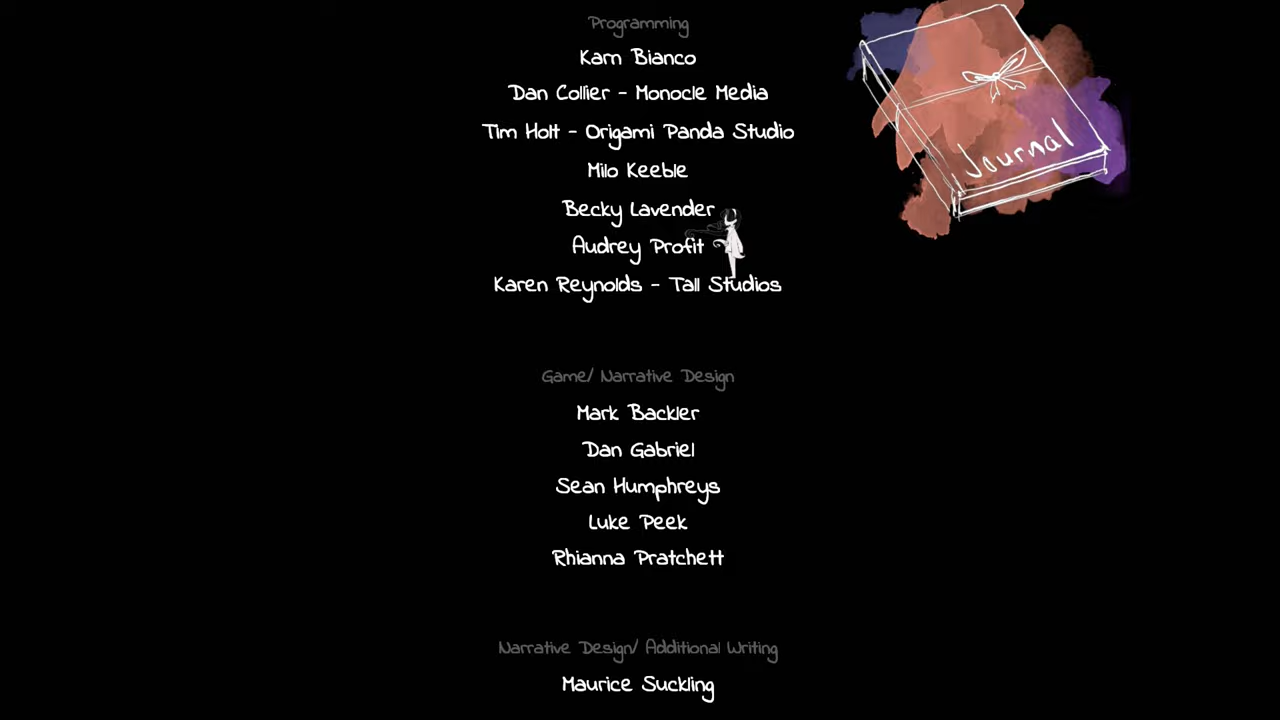 Programming
Kam Bianco
Dan Collier - Monocle Media
Tim Holt - Origami Panda Studio
Milo Keeble
Becky Lavender
Audrey Profit
Karen Reynolds - Tall Studios
Journal
Game/ Narrative Design
Mark Backler
Dan Gabriel
Sean Humphreys
Luke Peek
Rhianna Pratchett
Narrative Design/ Additional Writing
Maurice Suckling